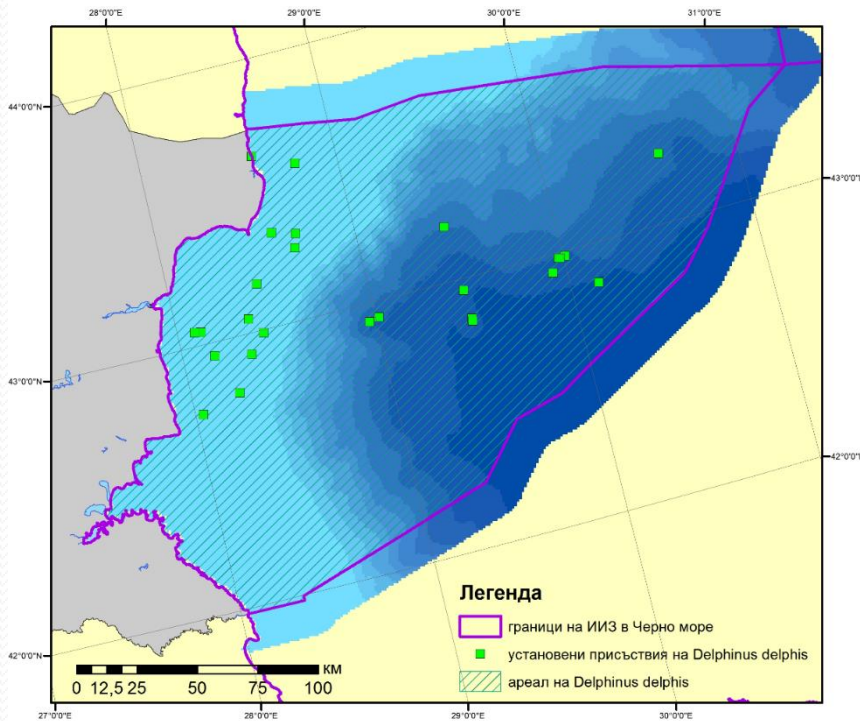 28°0'0"E
29°0'0"E
30°0'0"E
31°0'0"E
44°0'0"N
43°0'0"N
43°0'0"N
42°0'0"N
42°0'0"N
Легенда
граници на ИИЗ в Черно море
установени присъствия на Delphinus delphis
ареал на Delphinus delphis
КМ
0 12,5 25 50 75 100
27°0'0"E
28°0'0"E
29°0'0"E
30°0'0"E